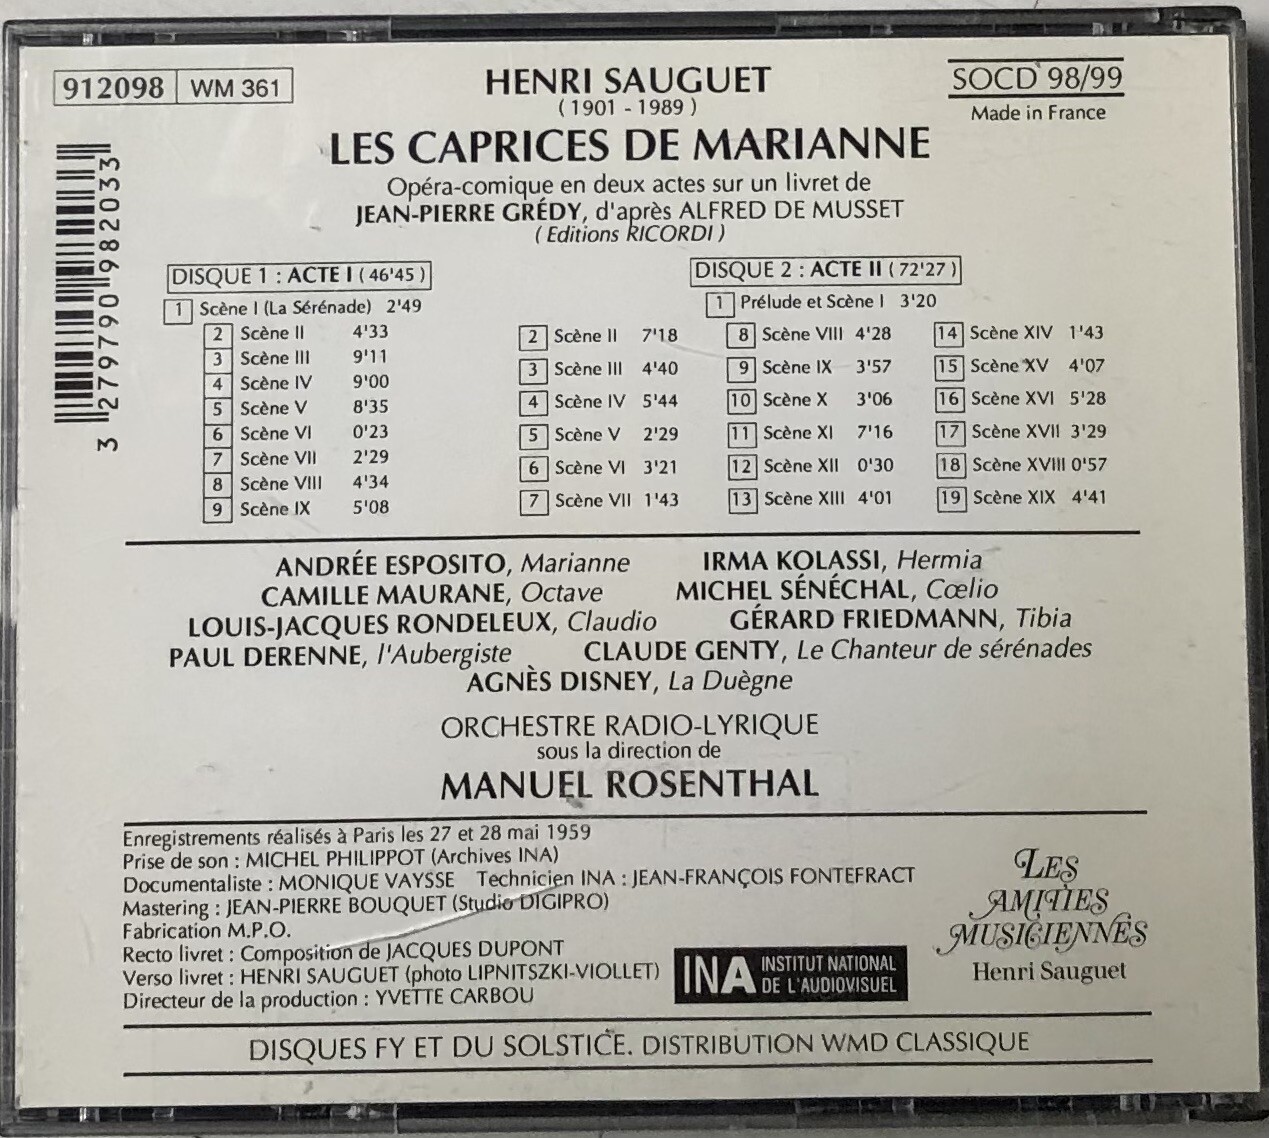 912098 WM 361
HENRI SAUGUET
SOCD 98/99
( 1901 - 1989 )
Made in France
LES CAPRICES DE MARIANNE
Opéra-comique en deux actes sur un livret de
JEAN-PIERRE GRÉDY, d'après ALFRED DE MUSSET
( Editions RICORDI )
3 279790 982033
DISQUE 1 : ACTE I ( 46'45 )
1 Scène I (La Sérénade) 2'49
2 Scène II 4'33
3 Scène III 9'11
4 Scène IV 9'00
5 Scène V 8'35
6 Scène VI 0'23
7 Scène VII 2'29
8 Scène VIII 4'34
9 Scène IX 5'08
DISQUE 2 : ACTE II ( 72'27 )
1 Prélude et Scène I 3'20
2 Scène II 7'18
3 Scène III 4'40
4 Scène IV 5'44
5 Scène V 2'29
6 Scène VI 3'21
7 Scène VII 1'43
8 Scène VIII 4'28
9 Scène IX 3'57
10 Scène X 3'06
11 Scène XI 7'16
12 Scène XII 0'30
13 Scène XIII 4'01
14 Scène XIV 1'43
15 Scène XV 4'07
16 Scène XVI 5'28
17 Scène XVII 3'29
18 Scène XVIII 0'57
19 Scène XIX 4'41
ANDRÉE ESPOSITO, Marianne IRMA KOLASSI, Hermia
CAMILLE MAURANE, Octave MICHEL SÉNÉCHAL, Cœlio
LOUIS-JACQUES RONDELEUX, Claudio GÉRARD FRIEDMANN, Tibia
PAUL DERENNE, l'Aubergiste CLAUDE GENTY, Le Chanteur de sérénades
AGNÈS DISNEY, La Duègne
ORCHESTRE RADIO-LYRIQUE
sous la direction de
MANUEL ROSENTHAL
Enregistrements réalisés à Paris les 27 et 28 mai 1959
Prise de son : MICHEL PHILIPPOT (Archives INA)
Documentaliste : MONIQUE VAYSSE Technicien INA : JEAN-FRANÇOIS FONTEFRACT
Mastering : JEAN-PIERRE BOUQUET (Studio DIGIPRO)
Fabrication M.P.O.
Recto livret : Composition de JACQUES DUPONT
Verso livret : HENRI SAUGUET (photo LIPNITSZKI-VIOLLET)
Directeur de la production : YVETTE CARBOU
INA INSTITUT NATIONAL
DE L'AUDIOVISUEL
LES
AMITIES
MUSICIENNES
Henri Sauguet
DISQUES FY ET DU SOLSTICE. DISTRIBUTION WMD CLASSIQUE